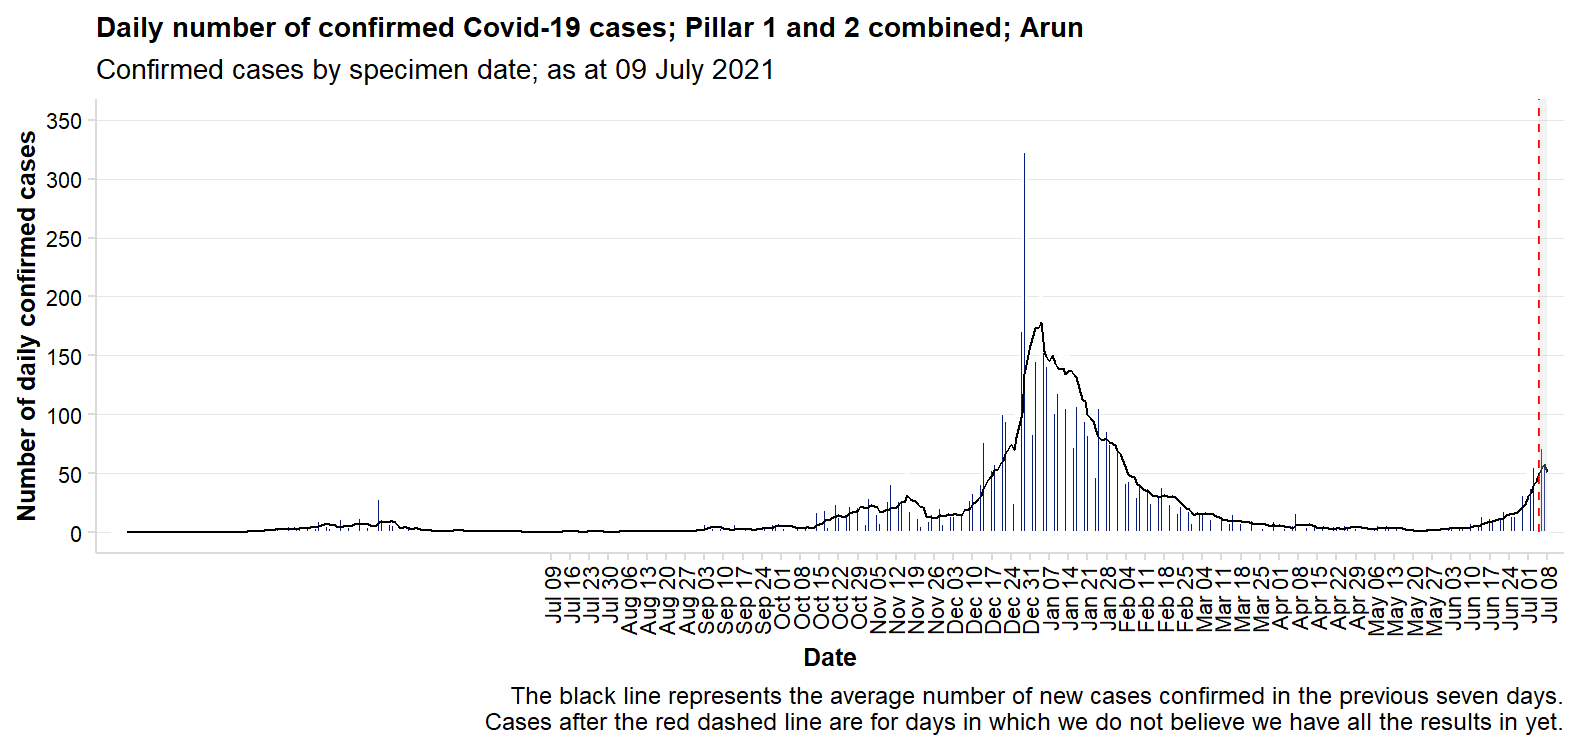 Daily number of confirmed Covid-19 cases; Pillar 1 and 2 combined; Arun
Confirmed cases by specimen date; as at 09 July 2021
Number of daily confirmed cases
350
300
250
200
150
100
50
0
Jul 09
Jul 16
Jul 23
Jul 30
Aug 06
Aug 13
Aug 20
Aug 27
Sep 03
Sep 10
Sep 17
Sep 24
Oct 01
Oct 08
Oct 15
Oct 22
Oct 29
Nov 05
Nov 12
Nov 19
Nov 26
Dec 03
Dec 10
Dec 17
Dec 24
Dec 31
Jan 07
Jan 14
Jan 21
Jan 28
Feb 04
Feb 11
Feb 18
Feb 25
Mar 04
Mar 11
Mar 18
Mar 25
Apr 01
Apr 08
Apr 15
Apr 22
Apr 29
May 06
May 13
May 20
May 27
Jun 03
Jun 10
Jun 17
Jun 24
Jul 01
Jul 08
Date
The black line represents the average number of new cases confirmed in the previous seven days.
Cases after the red dashed line are for days in which we do not believe we have all the results in yet.